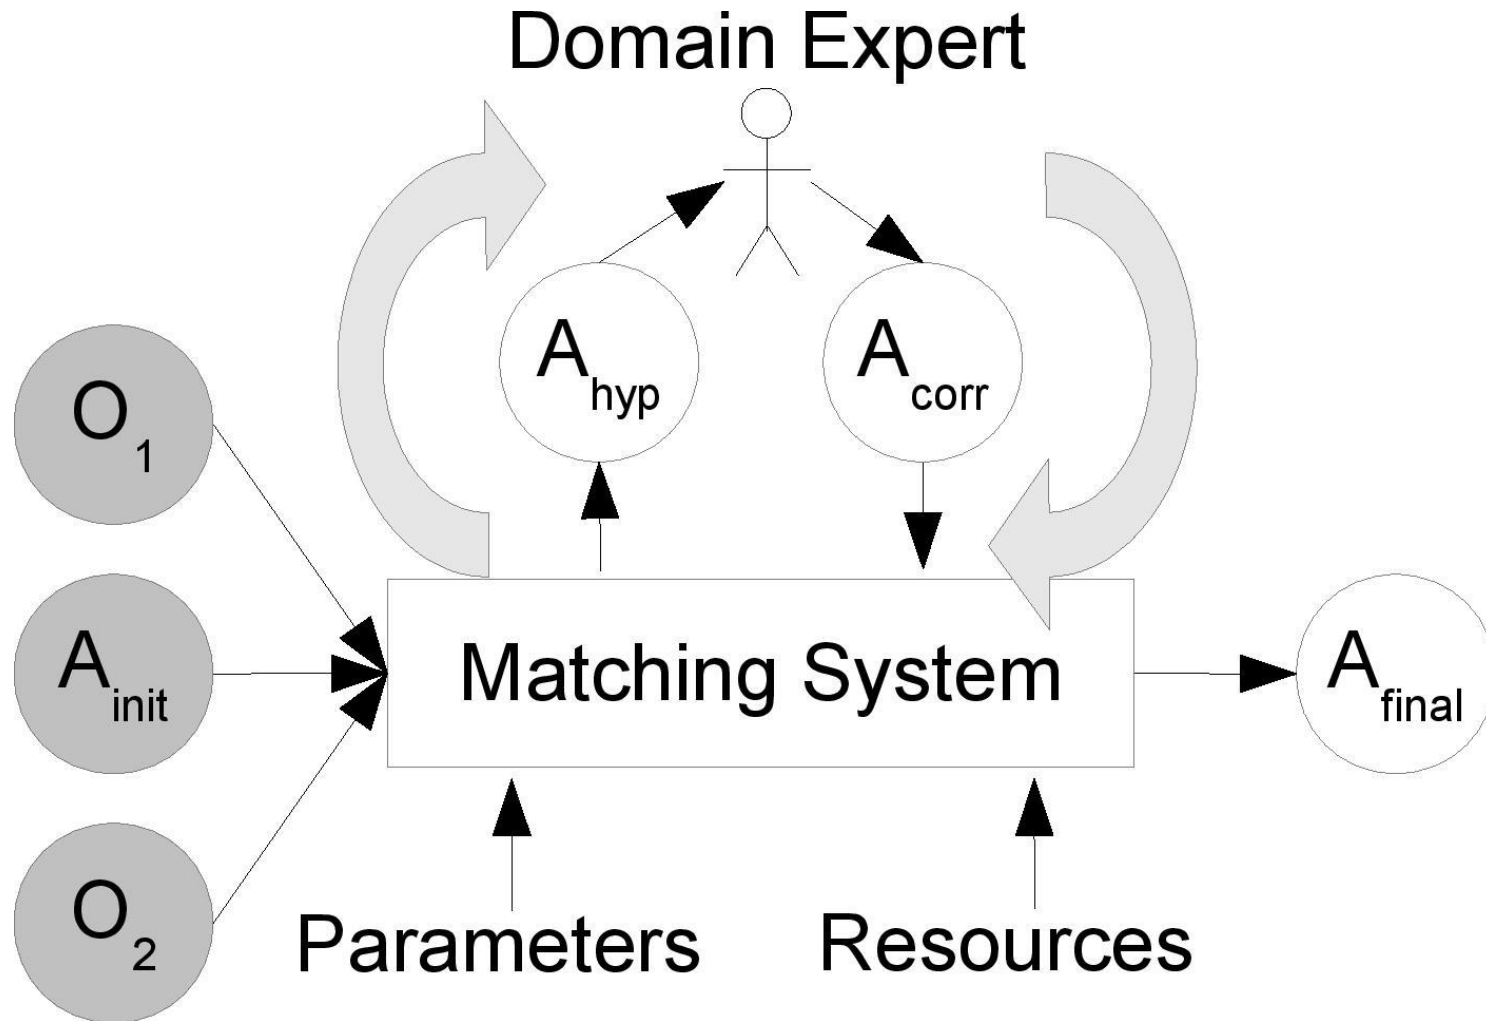 Domain Expert
A hyp
A corr
O 1
A init
O 2
Matching System
A final
Parameters
Resources